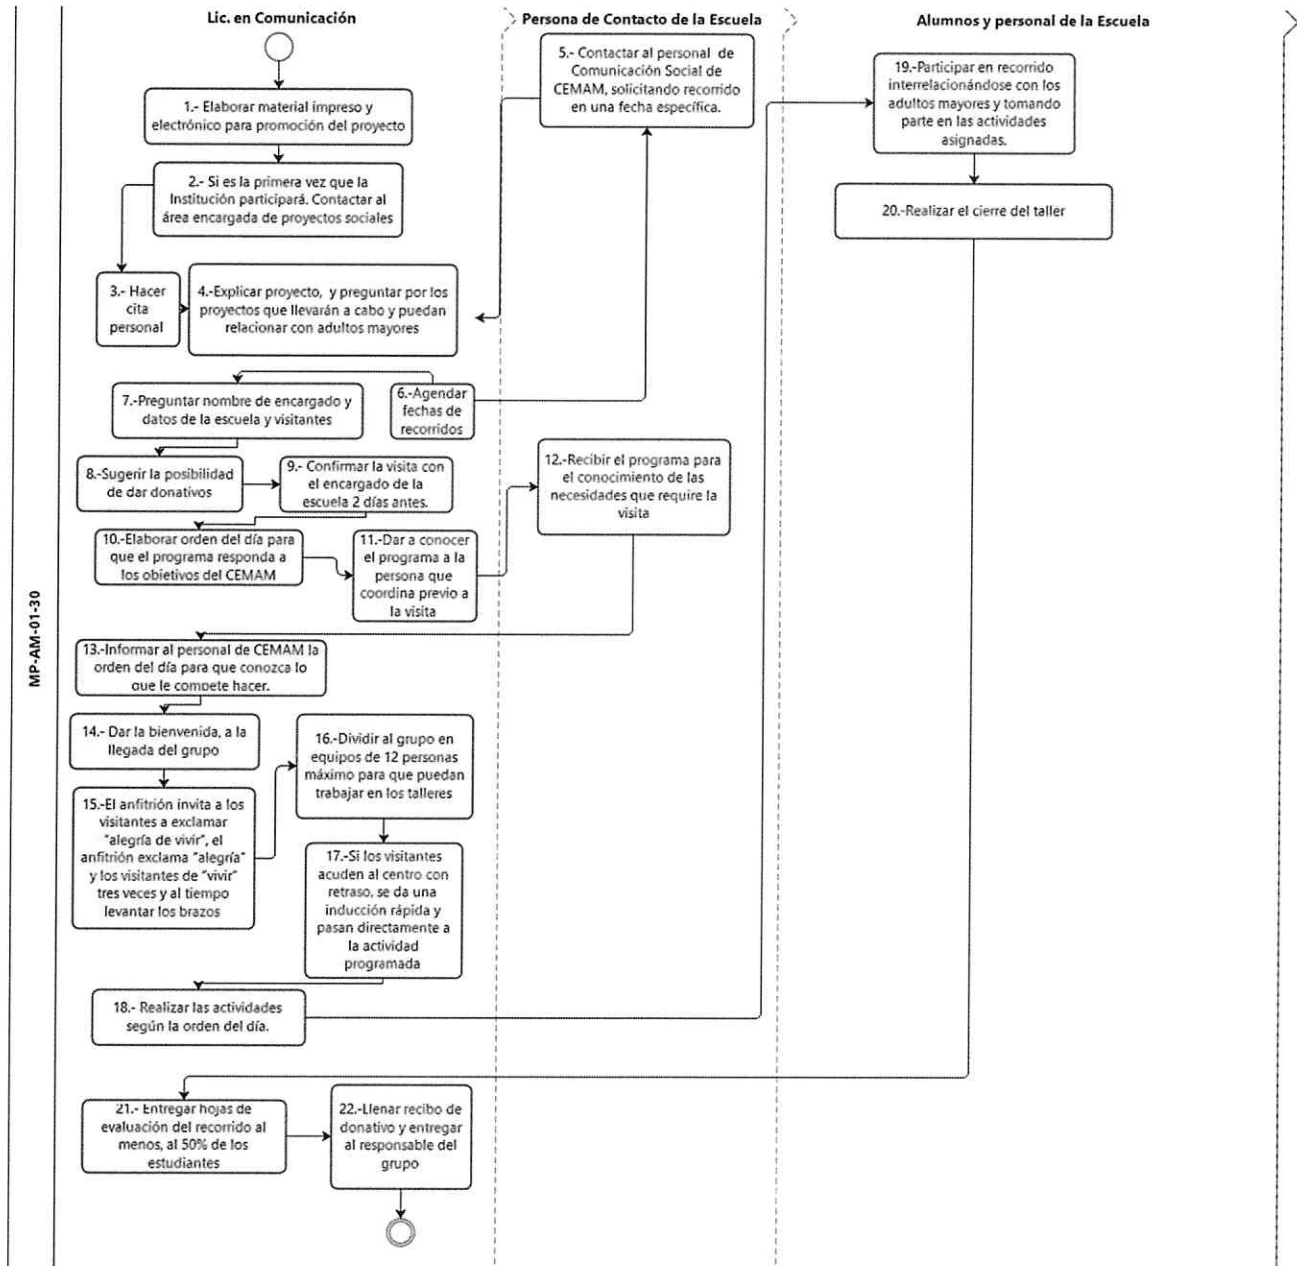 Lic. en Comunicación
Persona de Contacto de la Escuela
Alumnos y personal de la Escuela
MP-AM-01-30
1.- Elaborar material impreso y
electrónico para promoción del proyecto
2.- Si es la primera vez que la
Institución participará. Contactar al
área encargada de proyectos sociales
3.- Hacer
cita
personal
4.-Explicar proyecto, y preguntar por los
proyectos que llevarán a cabo y puedan
relacionar con adultos mayores
5.- Contactar al personal de
Comunicación Social de
CEMAM, solicitando recorrido
en una fecha específica.
6.-Agendar
fechas de
recorridos
7.-Preguntar nombre de encargado y
datos de la escuela y visitantes
8.-Sugerir la posibilidad
de dar donativos
9.- Confirmar la visita con
el encargado de la
escuela 2 días antes.
10.-Elaborar orden del día para
que el programa responda a
los objetivos del CEMAM
11.-Dar a conocer
el programa a la
persona que
coordina previo a
la visita
12.-Recibir el programa para
el conocimiento de las
necesidades que require la
visita
13.-Informar al personal de CEMAM la
orden del día para que conozca lo
que le compete hacer.
14.- Dar la bienvenida, a la
llegada del grupo
15.-El anfitrión invita a los
visitantes a exclamar
"alegría de vivir", el
anfitrión exclama "alegría"
y los visitantes de "vivir"
tres veces y al tiempo
levantar los brazos
16.-Dividir al grupo en
equipos de 12 personas
máximo para que puedan
trabajar en los talleres
17.-Si los visitantes
acuden al centro con
retraso, se da una
inducción rápida y
pasan directamente a
la actividad
programada
18.- Realizar las actividades
según la orden del día.
19.-Participar en recorrido
interrelacionándose con los
adultos mayores y tomando
parte en las actividades
asignadas.
20.-Realizar el cierre del taller
21.- Entregar hojas de
evaluación del recorrido al
menos, al 50% de los
estudiantes
22.-Llenar recibo de
donativo y entregar
al responsable del
grupo